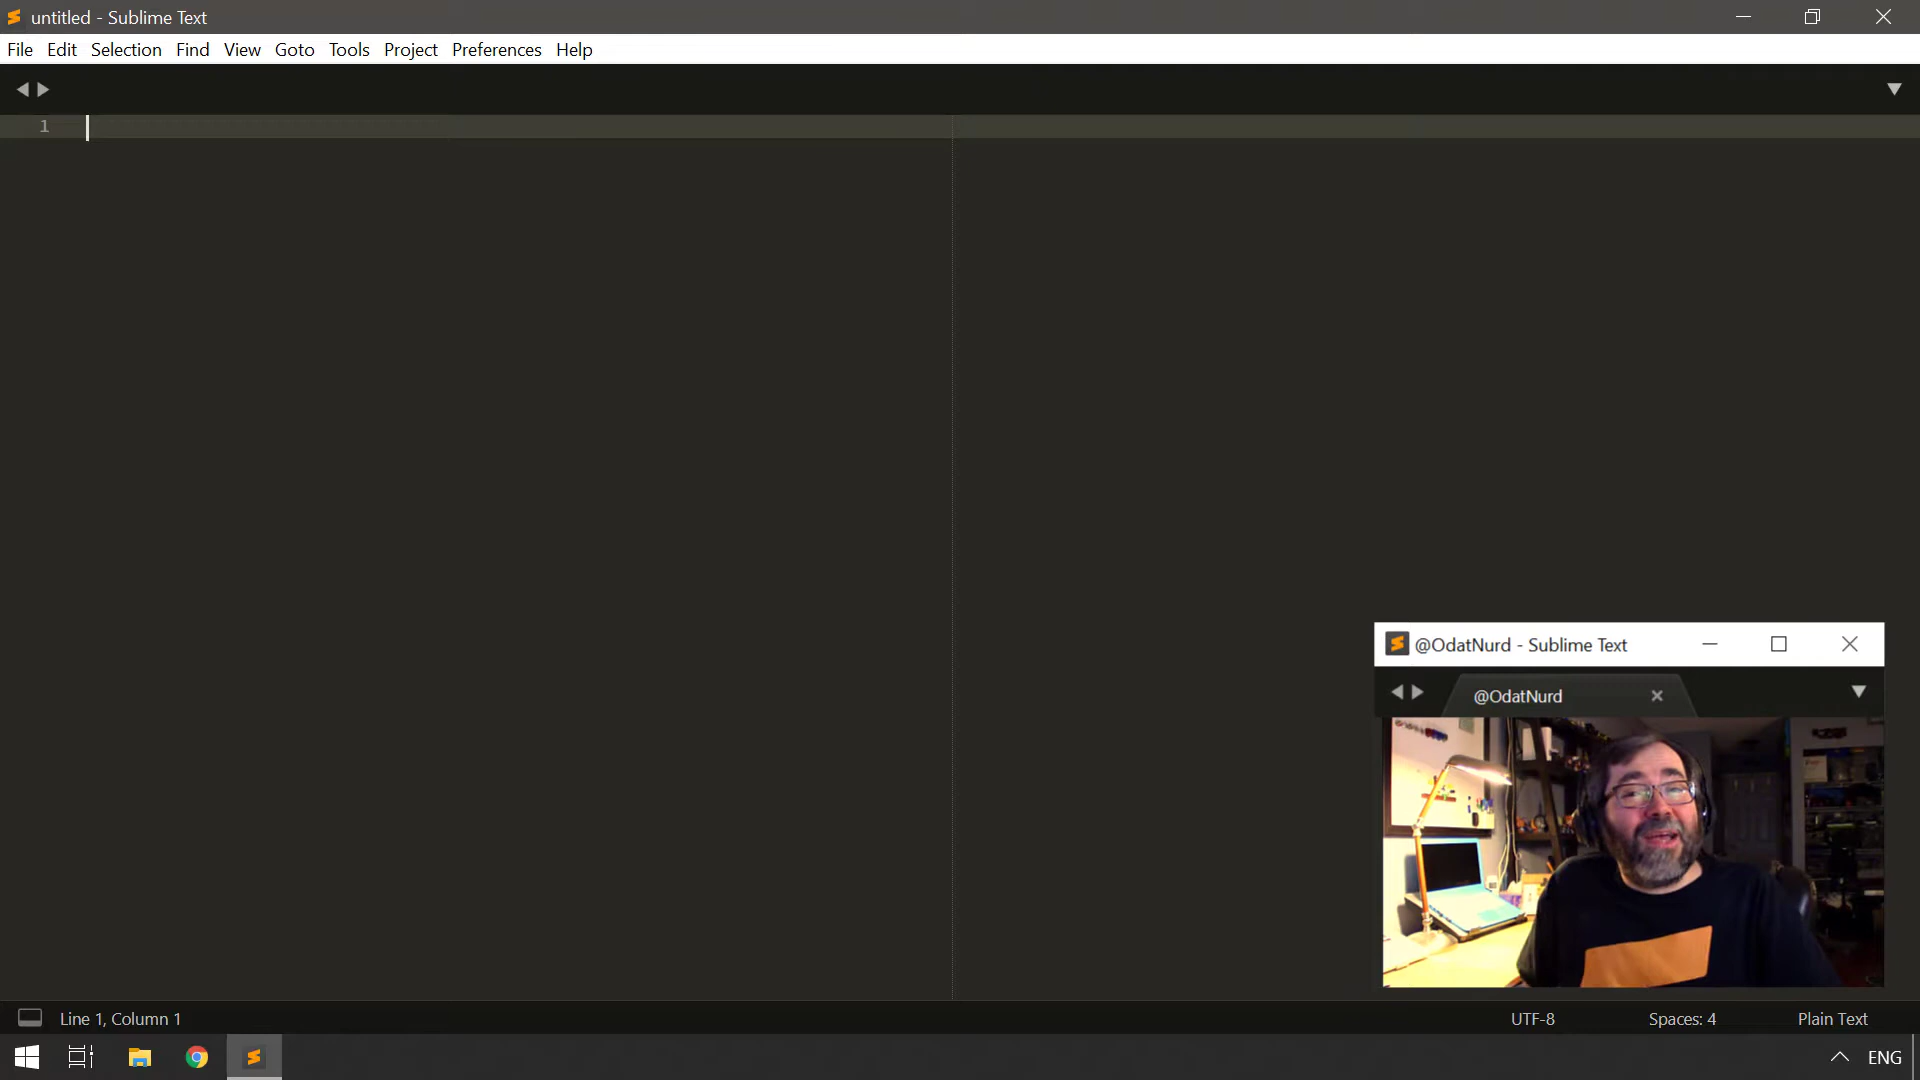 untitled - Sublime Text
File Edit Selection Find View Goto Tools Project Preferences Help
1
@OdatNurd - Sublime Text
@OdatNurd
Line 1, Column 1
UTF-8
Spaces: 4
Plain Text
ENG